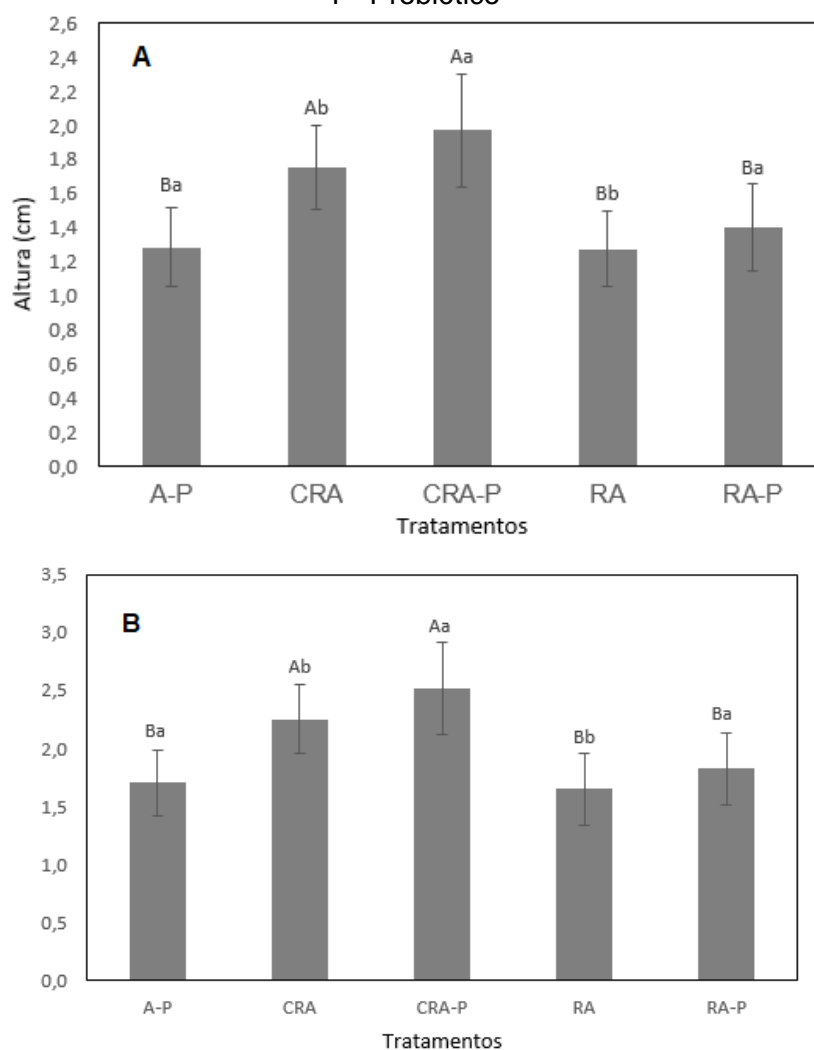 A
2,6
2,4
2,2
2,0
1,8
1,6
1,4
1,2
1,0
0,8
0,6
0,4
0,2
0,0
Altura (cm)
Ba
Ab
Aa
Bb
Ba
A-P CRA CRA-P RA RA-P
Tratamentos
B
3,5
3,0
2,5
2,0
1,5
1,0
0,5
0,0
Ba
Ab
Aa
Bb
Ba
A-P CRA CRA-P RA RA-P
Tratamentos